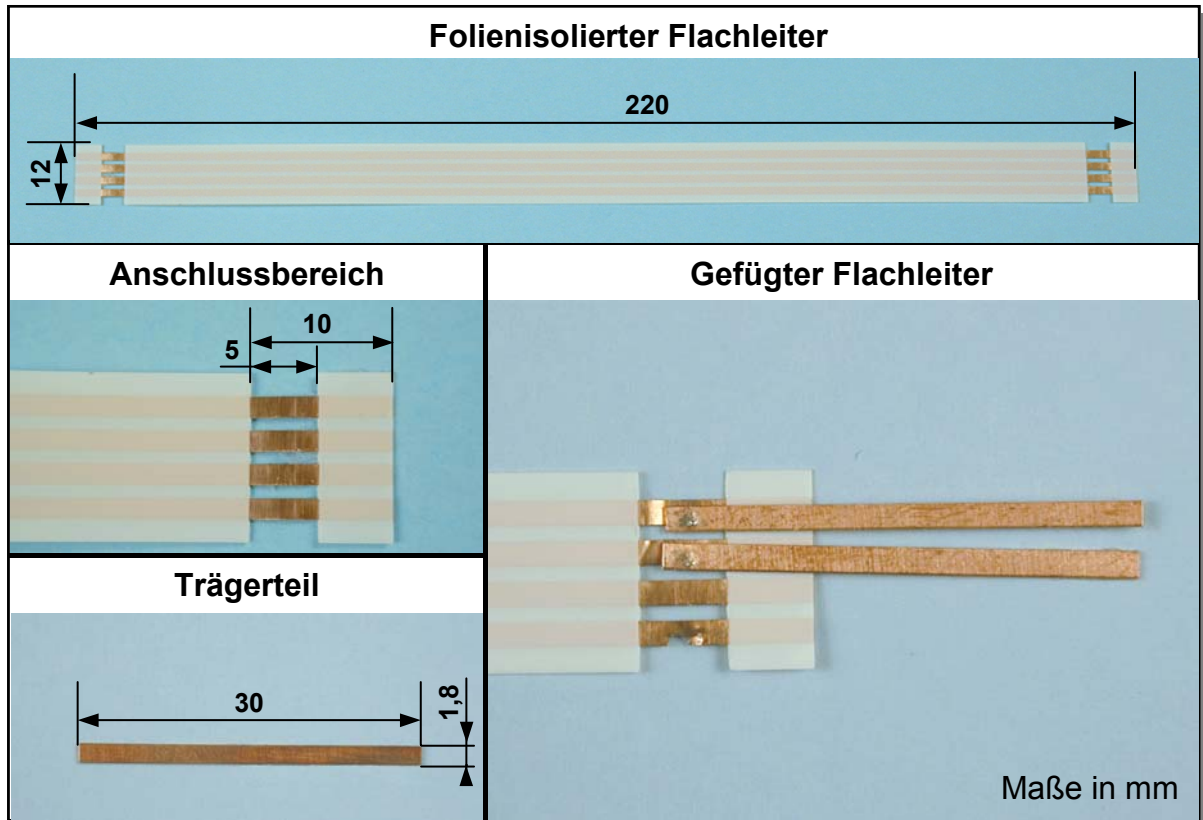 Folienisolierter Flachleiter
220
12
Anschlussbereich
10
5
Gefügter Flachleiter
Trägerteil
30
1,8
Maße in mm